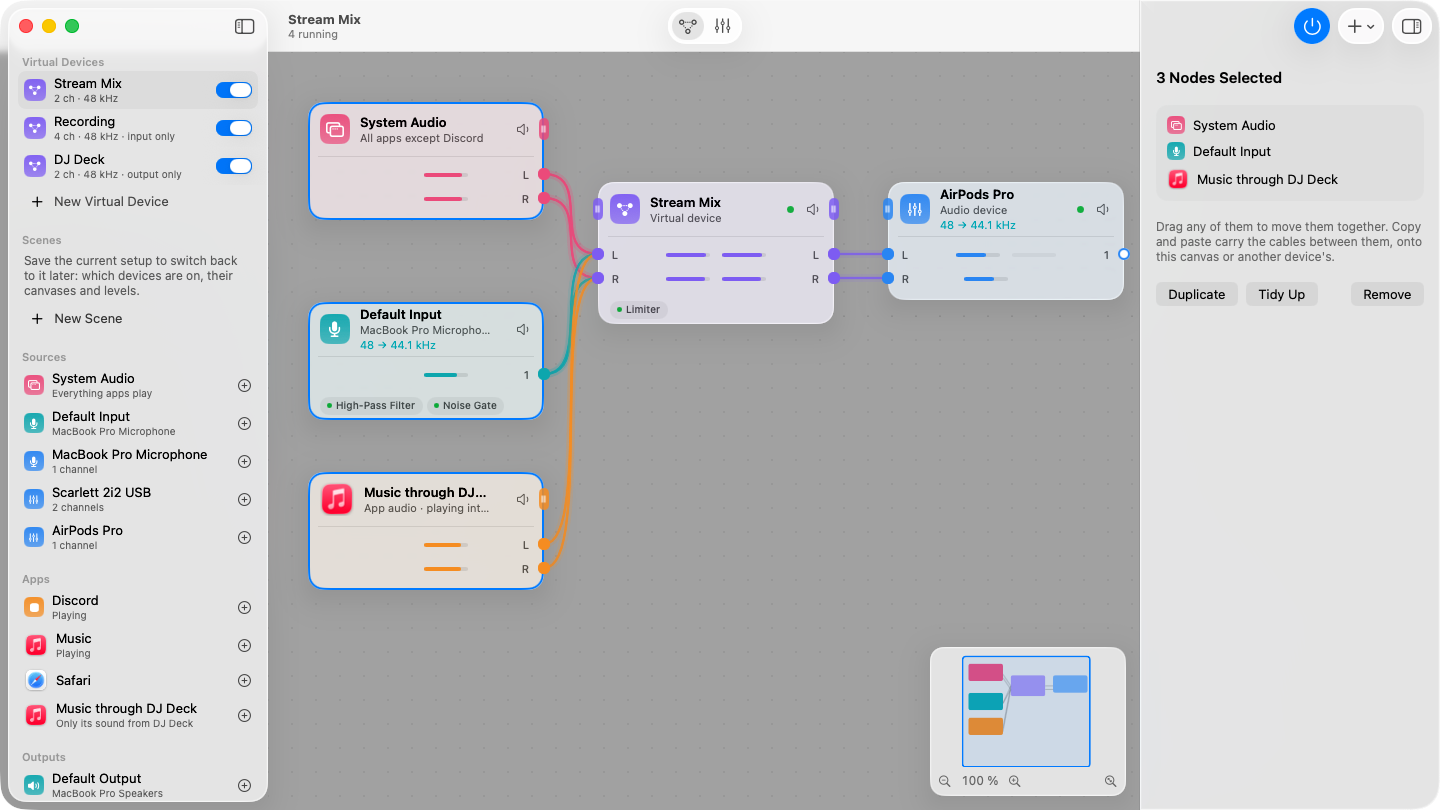 Stream Mix
4 running
Virtual Devices
Stream Mix
2 ch · 48 kHz
Recording
4 ch · 48 kHz · input only
DJ Deck
2 ch · 48 kHz · output only
New Virtual Device
Scenes
Save the current setup to switch back
to it later: which devices are on, their
canvases and levels.
New Scene
Sources
System Audio
Everything apps play
Default Input
MacBook Pro Microphone
MacBook Pro Microphone
1 channel
Scarlett 2i2 USB
2 channels
AirPods Pro
1 channel
Apps
Discord
Playing
Music
Playing
Safari
Music through DJ Deck
Only its sound from DJ Deck
Outputs
Default Output
MacBook Pro Speakers
System Audio
All apps except Discord
L
R
Default Input
MacBook Pro Micropho...
48 → 44.1 kHz
1
High-Pass Filter
Noise Gate
Music through DJ...
App audio · playing int...
L
R
Stream Mix
Virtual device
L L
R R
Limiter
AirPods Pro
Audio device
48 → 44.1 kHz
L 1
R
100 %
3 Nodes Selected
System Audio
Default Input
Music through DJ Deck
Drag any of them to move them together. Copy
and paste carry the cables between them, onto
this canvas or another device's.
Duplicate
Tidy Up
Remove